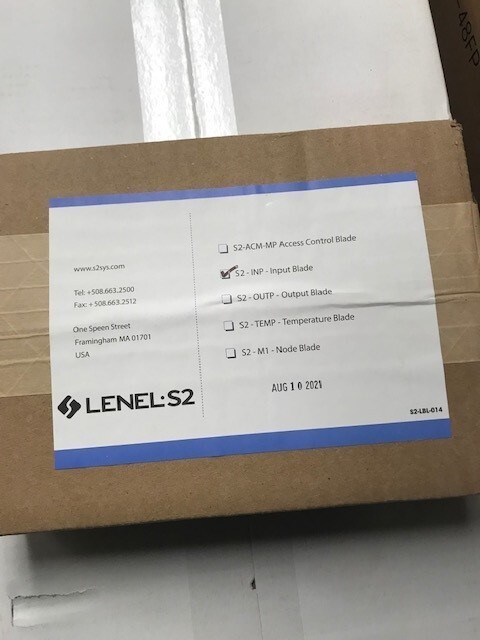 -48FP
www.s2sys.com
Tel: +508.663.2500
Fax: +508.663.2512
One Speen Street
Framingham MA 01701
USA
LENEL·S2
S2-ACM-MP Access Control Blade
S2 - INP - Input Blade
S2 - OUTP - Output Blade
S2 - TEMP - Temperature Blade
S2 - M1 - Node Blade
AUG 10 2021
S2-LBL-014